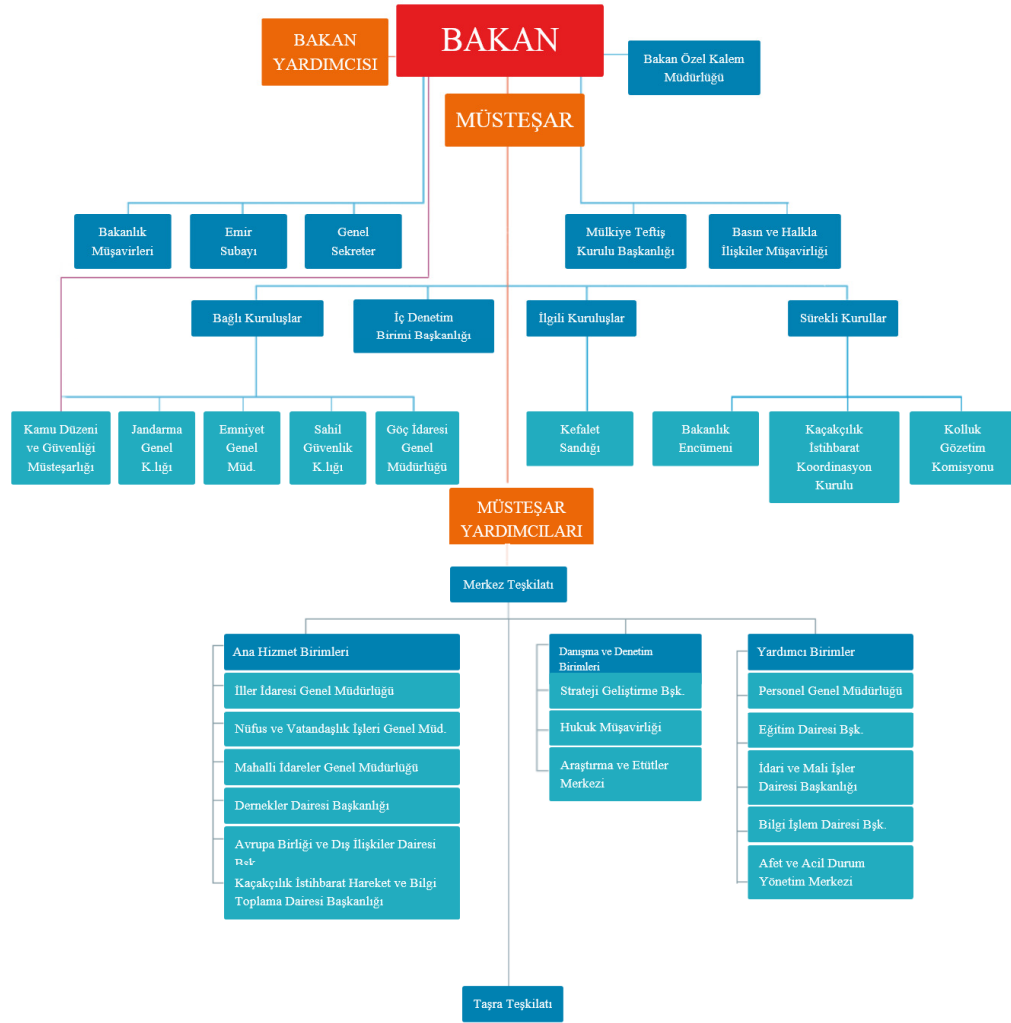 BAKAN
YARDIMCISI
BAKAN
Bakan Özel Kalem
Müdürlüğü
MÜSTEŞAR
Bakanlık
Müşavirleri
Emir
Subayı
Genel
Sekreter
Mülkiye Teftiş
Kurulu Başkanlığı
Basın ve Halkla
İlişkiler Müşavirliği
Bağlı Kuruluşlar
İç Denetim
Birimi Başkanlığı
İlgili Kuruluşlar
Sürekli Kurullar
Kamu Düzeni
ve Güvenliği
Müsteşarlığı
Jandarma
Genel
K.lığı
Emniyet
Genel
Müd.
Sahil
Güvenlik
K.lığı
Göç İdaresi
Genel
Müdürlüğü
Kefalet
Sandığı
Bakanlık
Encümeni
Kaçakçılık
İstihbarat
Koordinasyon
Kurulu
Kolluk
Gözetim
Komisyonu
MÜSTEŞAR
YARDIMCILARI
Merkez Teşkilatı
Ana Hizmet Birimleri
İller İdaresi Genel Müdürlüğü
Nüfus ve Vatandaşlık İşleri Genel Müd.
Mahalli İdareler Genel Müdürlüğü
Dernekler Dairesi Başkanlığı
Avrupa Birliği ve Dış İlişkiler Dairesi
Bşk.
Kaçakçılık İstihbarat Hareket ve Bilgi
Toplama Dairesi Başkanlığı
Danışma ve Denetim
Birimleri
Strateji Geliştirme Bşk.
Hukuk Müşavirliği
Araştırma ve Etütler
Merkezi
Yardımcı Birimler
Personel Genel Müdürlüğü
Eğitim Dairesi Bşk.
İdari ve Mali İşler
Dairesi Başkanlığı
Bilgi İşlem Dairesi Bşk.
Afet ve Acil Durum
Yönetim Merkezi
Taşra Teşkilatı